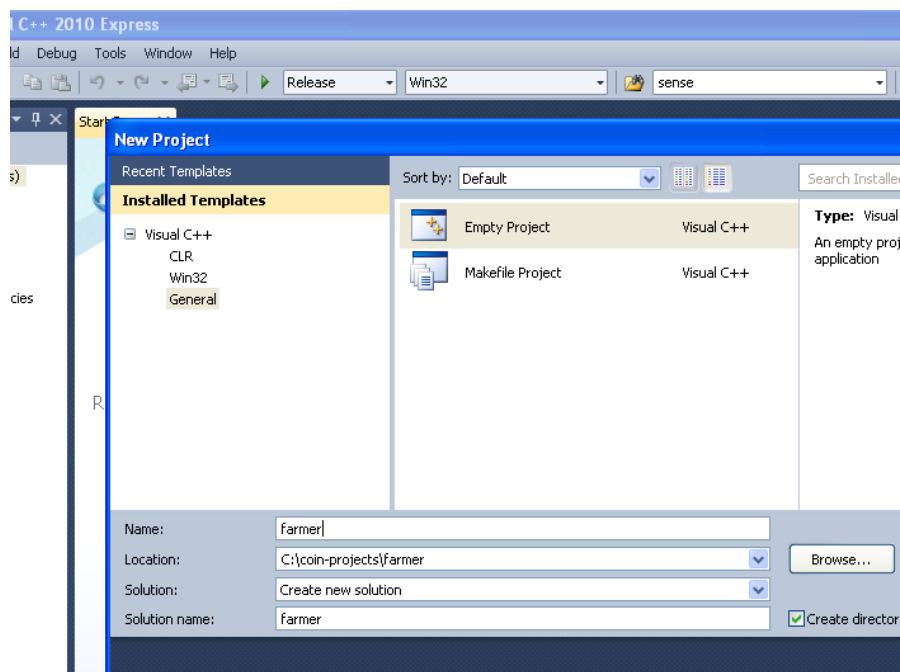 C++ 2010 Express
Debug Tools Window Help
Release Win32 sense
Start
New Project
s)
Recent Templates
Installed Templates
Sort by: Default
Search Installed
Visual C++
CLR
Win32
General
Empty Project Visual C++
Makefile Project Visual C++
Type: Visual
An empty proj
application
cies
R
Name: farmer
Location: C:\coin-projects\farmer
Browse...
Solution: Create new solution
Solution name: farmer
Create director